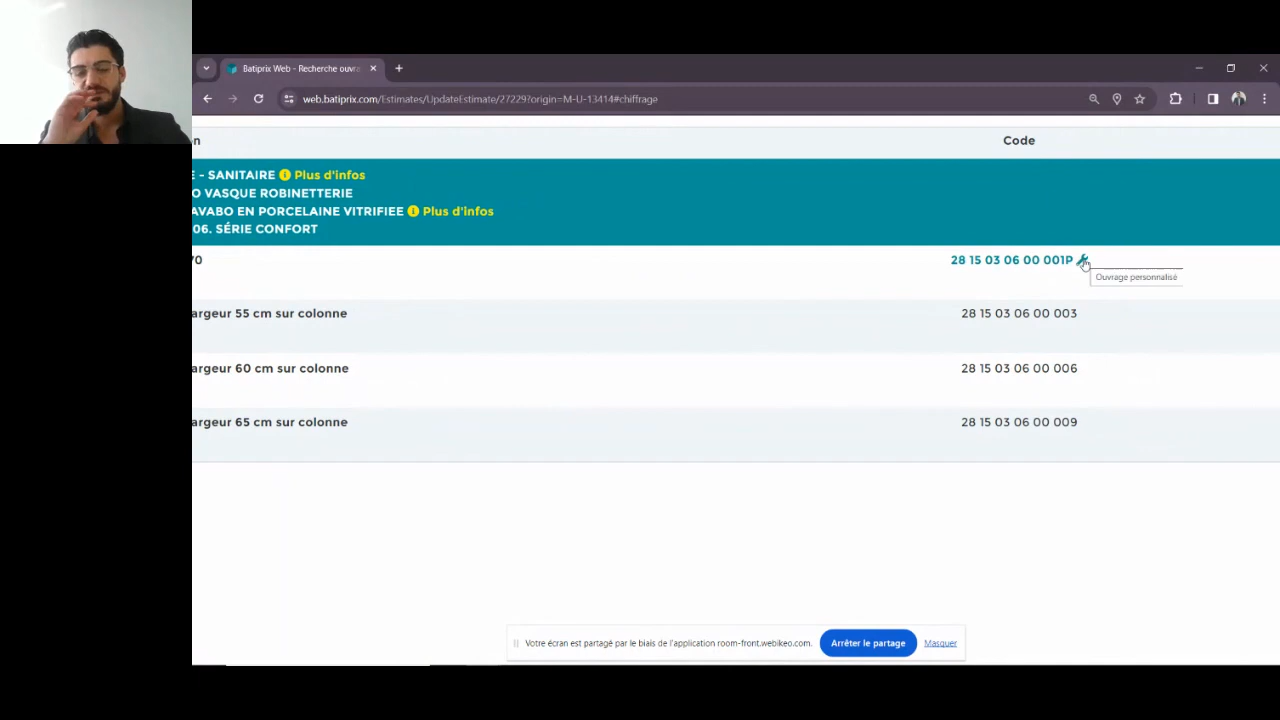 Batiprix Web - Recherche ouvra
web.batiprix.com/Estimates/UpdateEstimate/27229?origin=M-U-13414#chiffrage
n Code
E - SANITAIRE Plus d'infos
O VASQUE ROBINETTERIE
AVABO EN PORCELAINE VITRIFIEE Plus d'infos
06. SÉRIE CONFORT
70 28 15 03 06 00 001P
Ouvrage personnalisé
argeur 55 cm sur colonne 28 15 03 06 00 003
argeur 60 cm sur colonne 28 15 03 06 00 006
argeur 65 cm sur colonne 28 15 03 06 00 009
Votre écran est partagé par le biais de l'application room-front.webikeo.com. Arrêter le partage Masquer